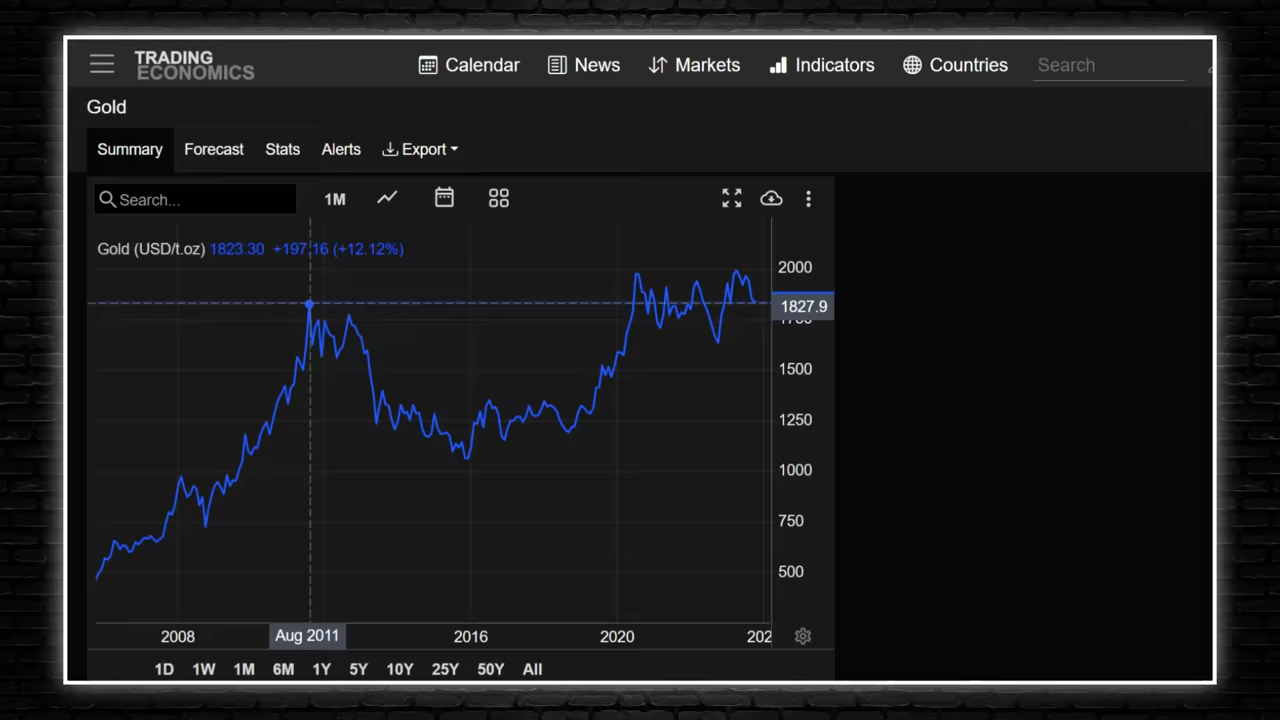 TRADING
ECONOMICS
Calendar News Markets Indicators Countries Search
Gold
Summary Forecast Stats Alerts Export
Search... 1M
Gold (USD/t.oz) 1823.30 +197.16 (+12.12%)
2000
1827.9
1750
1500
1250
1000
750
500
2008 Aug 2011 2016 2020 202
1D 1W 1M 6M 1Y 5Y 10Y 25Y 50Y All